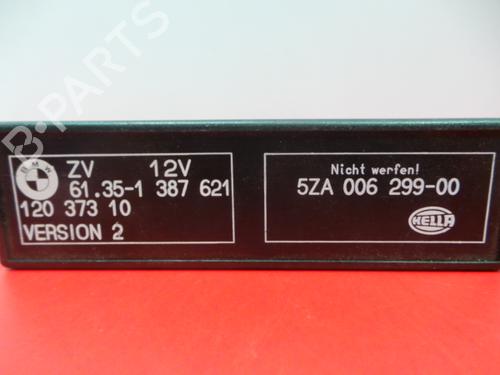 BMW
ZV 12V
61.35-1 387 621
120 373 10
VERSION 2
Nicht werfen!
5ZA 006 299-00
HELLA
B-PARTS